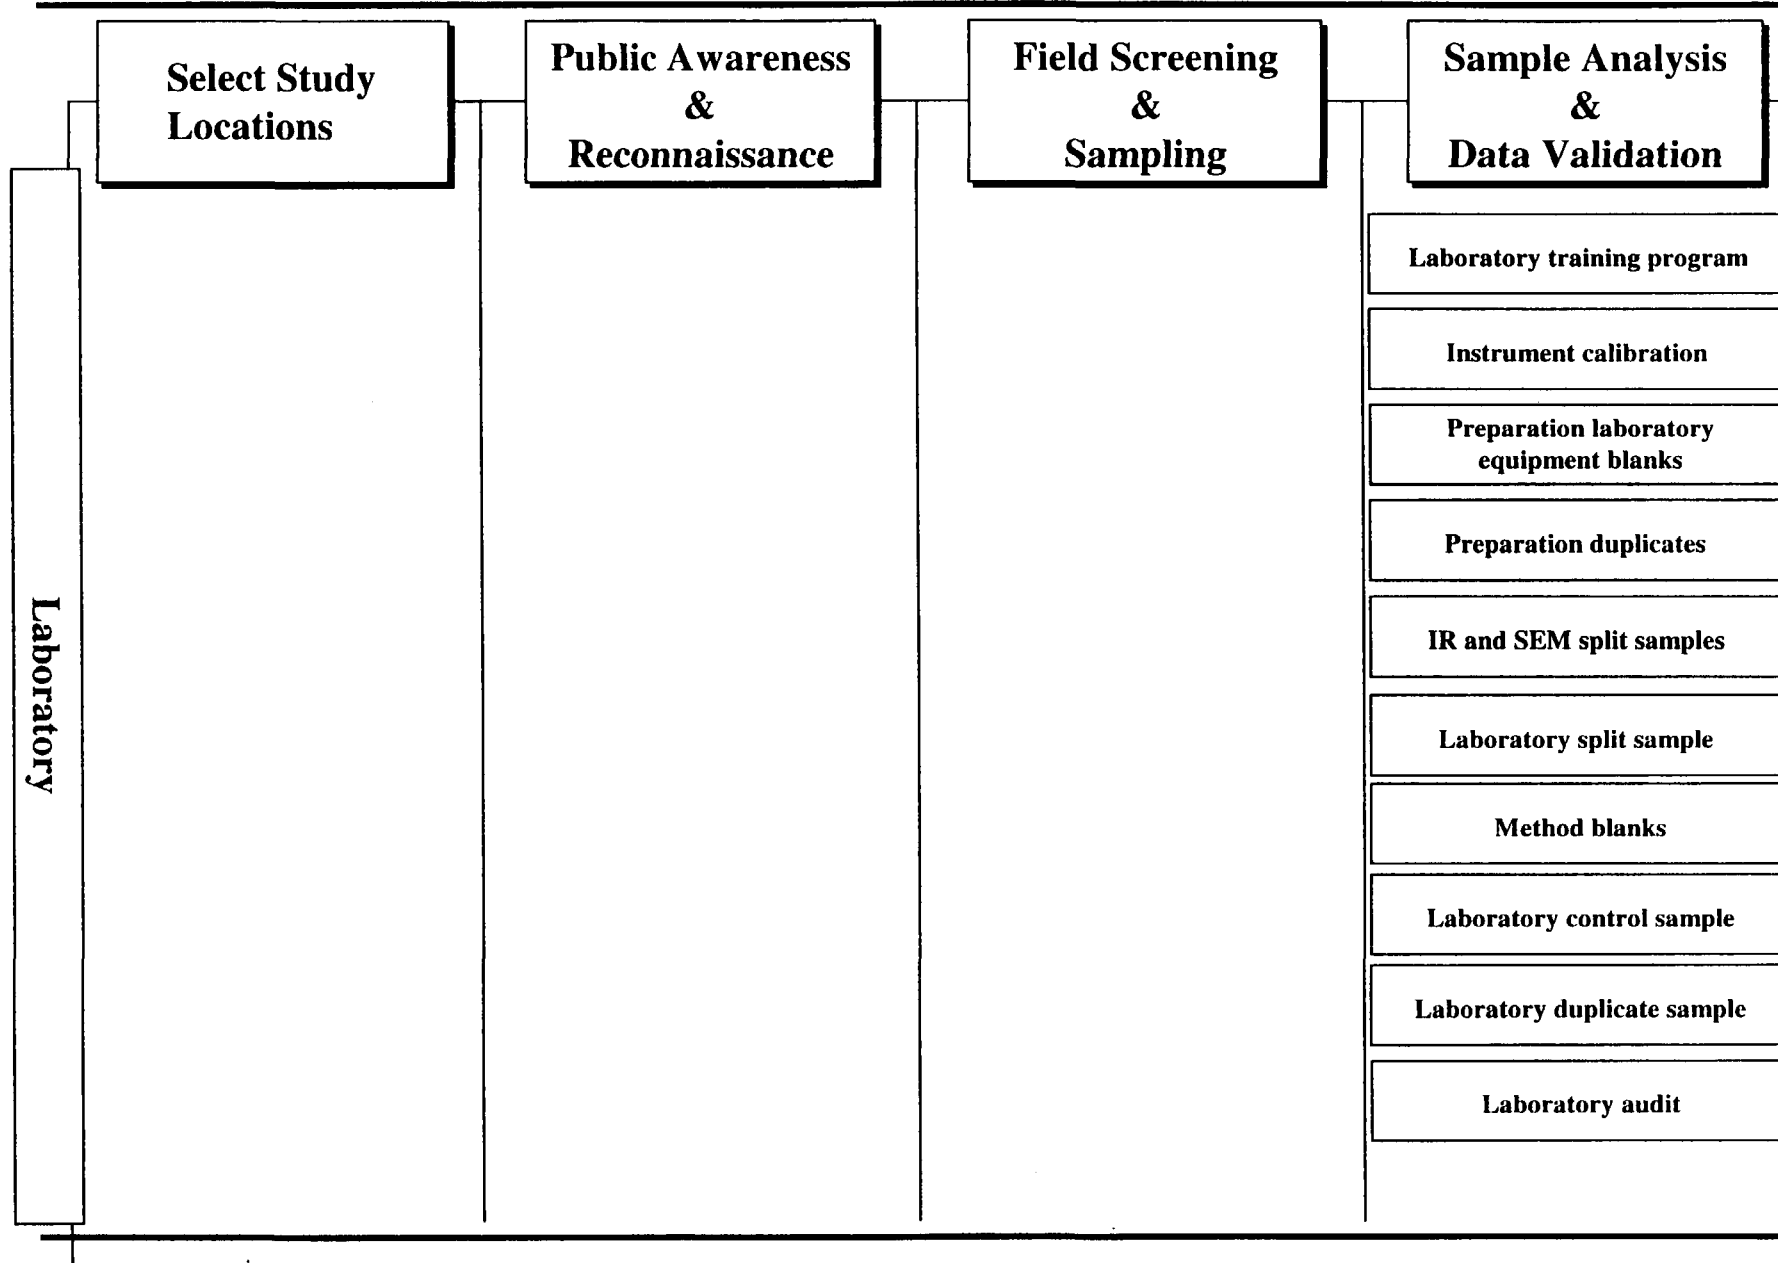 Select Study
Locations
Public Awareness
&
Reconnaissance
Field Screening
&
Sampling
Sample Analysis
&
Data Validation
Laboratory
Laboratory training program
Instrument calibration
Preparation laboratory
equipment blanks
Preparation duplicates
IR and SEM split samples
Laboratory split sample
Method blanks
Laboratory control sample
Laboratory duplicate sample
Laboratory audit